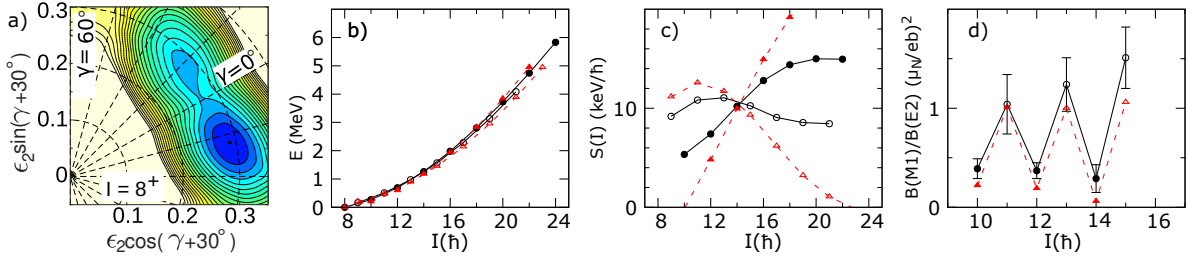 a)
0.3
0.2
0.1
0
ϵ2sin(γ+30°)
γ=60°
γ=0°
I=8+
0.1 0.2 0.3
ϵ2cos(γ+30°)
b)
6
5
4
3
2
1
0
E (MeV)
8 12 16 20 24
I(ħ)
c)
20
10
0
S(I) (keV/ħ)
8 12 16 20 24
I(ħ)
d)
1
0
B(M1)/B(E2) (μN/eb)2
10 12 14 16
I(ħ)